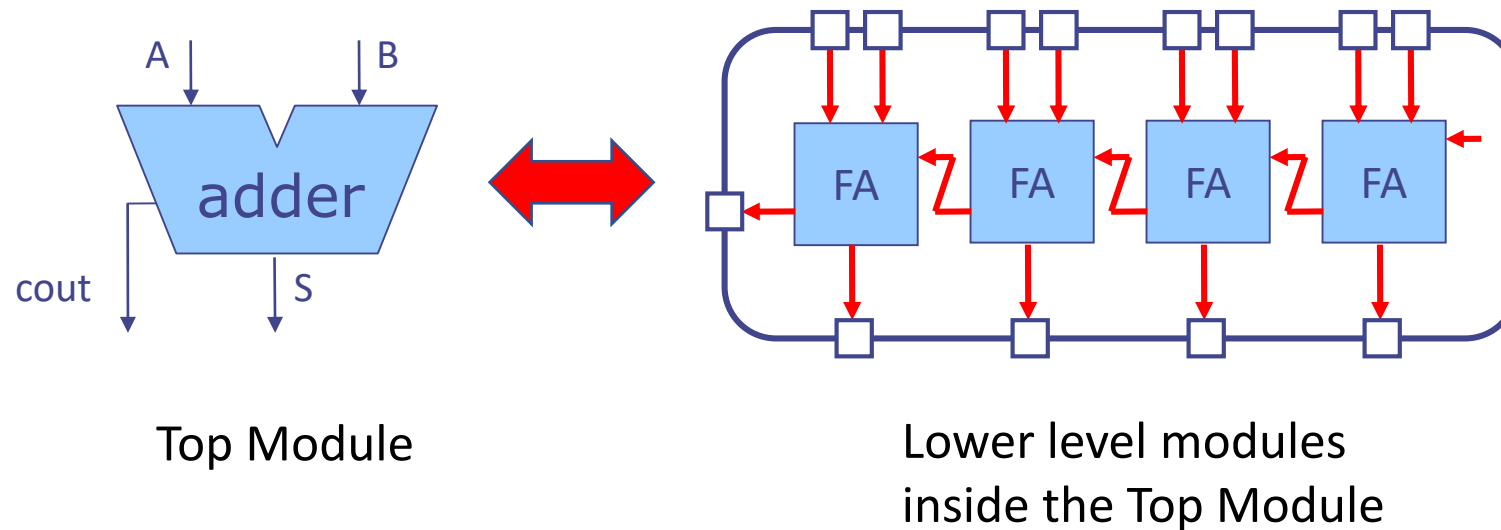 A
B
adder
cout
S
FA
FA
FA
FA
Top Module
Lower level modules
inside the Top Module